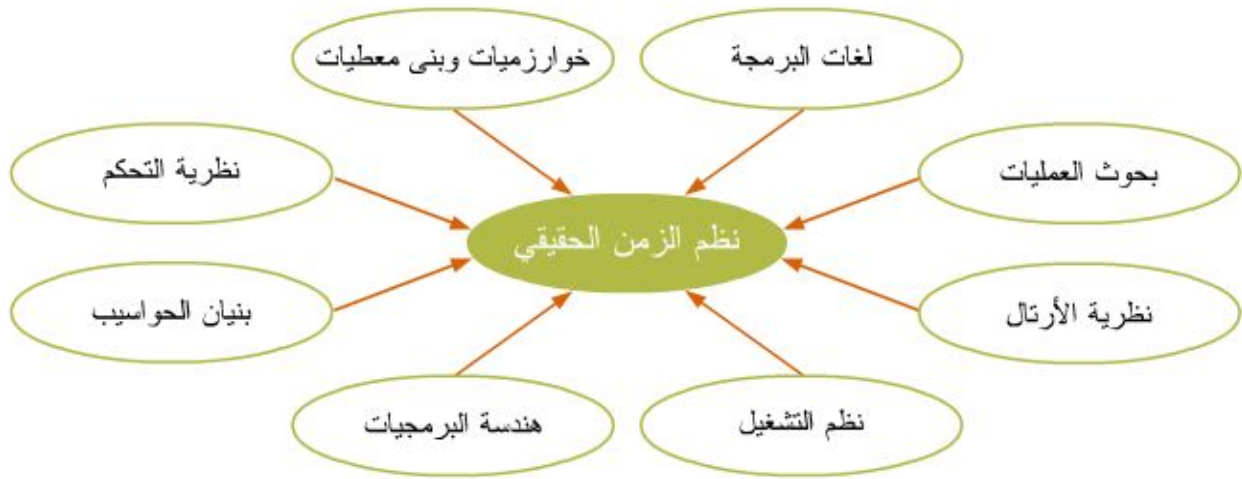 لغات البرمجة
خوارزميات وبنى معطيات
بحوث العمليات
نظرية التحكم
نظم الزمن الحقيقي
نظرية الأرتال
بنيان الحواسيب
نظم التشغيل
هندسة البرمجيات